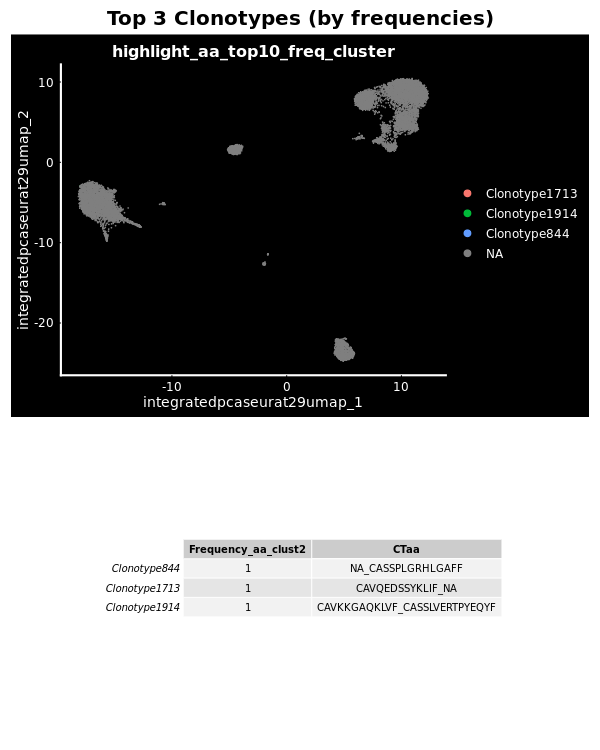 Top 3 Clonotypes (by frequencies)
highlight_aa_top10_freq_cluster
integratedpcaseurat29umap_2
10
0
-10
-20
-10 0 10
integratedpcaseurat29umap_1
Clonotype1713
Clonotype1914
Clonotype844
NA
Frequency_aa_clust2 CTaa
Clonotype844 1 NA_CASSPLGRHLGAFF
Clonotype1713 1 CAVQEDSSYKLIF_NA
Clonotype1914 1 CAVKKGAQKLVF_CASSLVERTPYEQYF